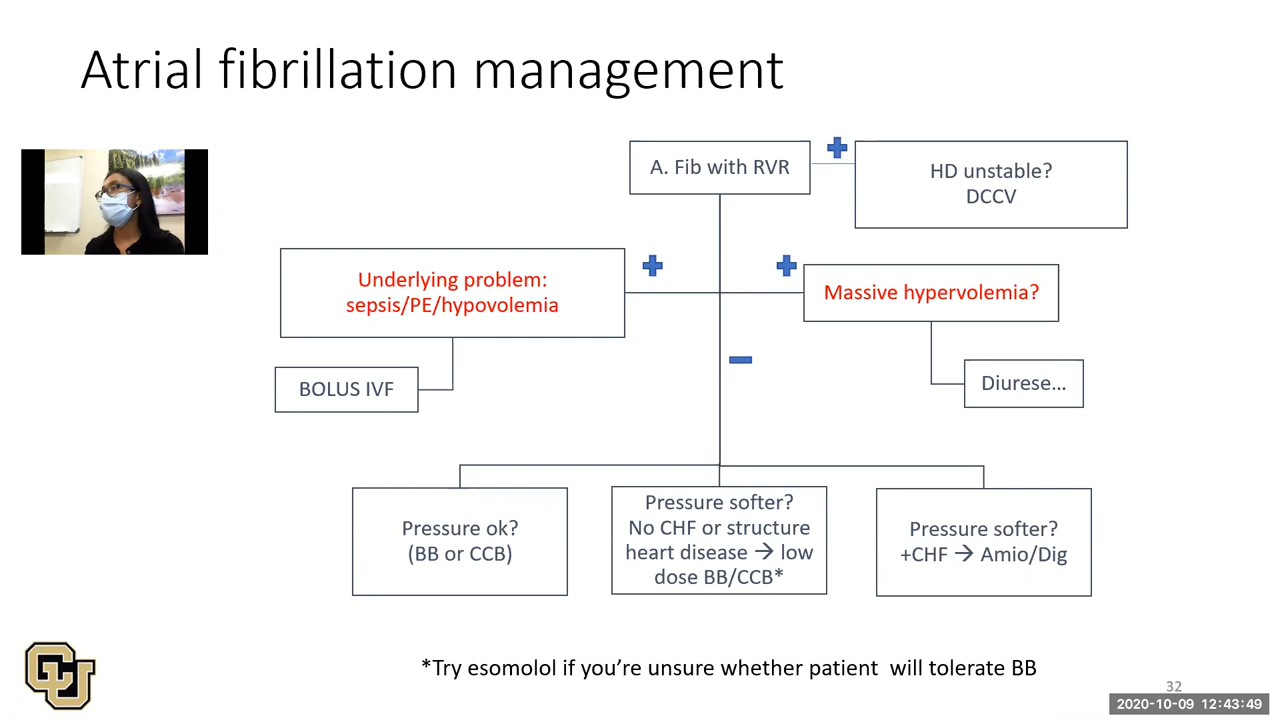 Atrial fibrillation management
A. Fib with RVR
HD unstable?
DCCV
Underlying problem:
sepsis/PE/hypovolemia
Massive hypervolemia?
BOLUS IVF
Diurese...
Pressure ok?
(BB or CCB)
Pressure softer?
No CHF or structure
heart disease → low
dose BB/CCB*
Pressure softer?
+CHF → Amio/Dig
*Try esomolol if you're unsure whether patient will tolerate BB
CU
32
2020-10-09 12:43:49